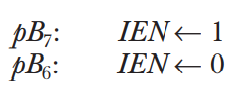 pB₇: IEN ← 1
pB₆: IEN ← 0